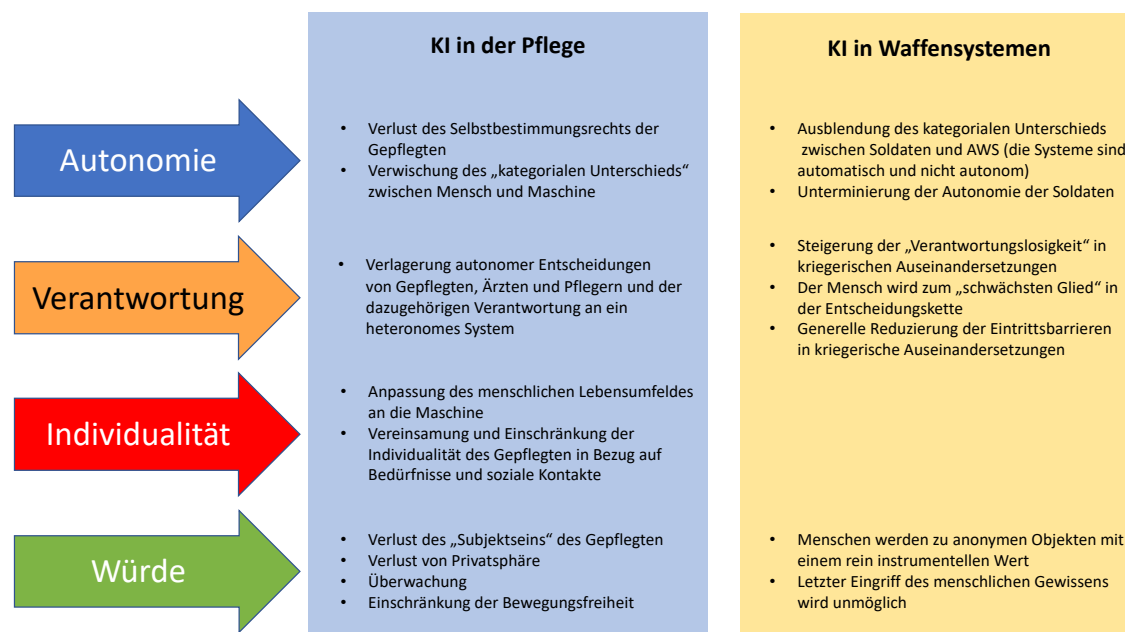 KI in der Pflege
KI in Waffensystemen
Autonomie
• Verlust des Selbstbestimmungsrechts der
Gepflegten
• Verwischung des „kategorialen Unterschieds“
zwischen Mensch und Maschine
• Ausblendung des kategorialen Unterschieds
zwischen Soldaten und AWS (die Systeme sind
automatisch und nicht autonom)
• Unterminierung der Autonomie der Soldaten
Verantwortung
• Verlagerung autonomer Entscheidungen
von Gepflegten, Ärzten und Pflegern und der
dazugehörigen Verantwortung an ein
heteronomes System
• Steigerung der „Verantwortungslosigkeit“ in
kriegerischen Auseinandersetzungen
• Der Mensch wird zum „schwächsten Glied“ in
der Entscheidungskette
• Generelle Reduzierung der Eintrittsbarrieren
in kriegerische Auseinandersetzungen
Individualität
• Anpassung des menschlichen Lebensumfeldes
an die Maschine
• Vereinsamung und Einschränkung der
Individualität des Gepflegten in Bezug auf
Bedürfnisse und soziale Kontakte
Würde
• Verlust des „Subjektseins“ des Gepflegten
• Verlust von Privatsphäre
• Überwachung
• Einschränkung der Bewegungsfreiheit
• Menschen werden zu anonymen Objekten mit
einem rein instrumentellen Wert
• Letzter Eingriff des menschlichen Gewissens
wird unmöglich